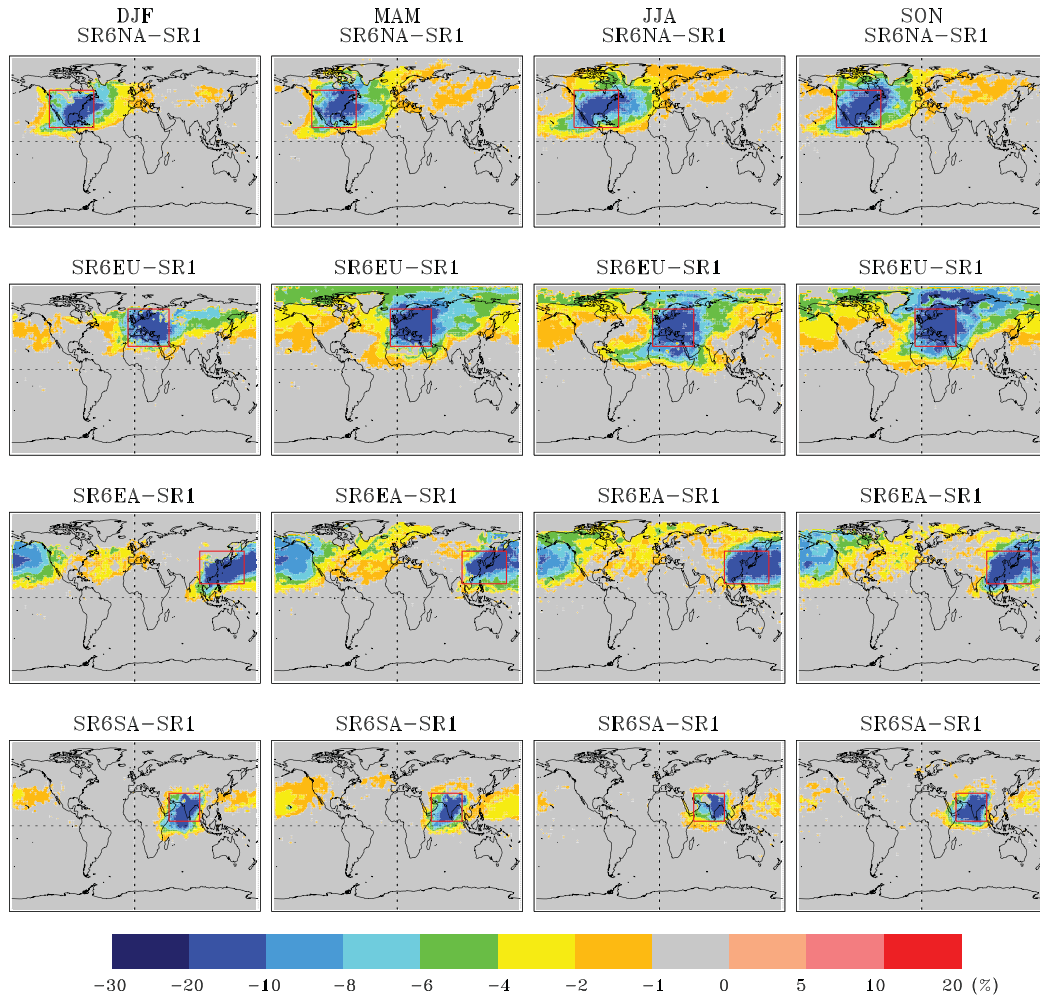 DJF MAM JJA SON
SR6NA-SR1 SR6NA-SR1 SR6NA-SR1 SR6NA-SR1
SR6EU-SR1 SR6EU-SR1 SR6EU-SR1 SR6EU-SR1
SR6EA-SR1 SR6EA-SR1 SR6EA-SR1 SR6EA-SR1
SR6SA-SR1 SR6SA-SR1 SR6SA-SR1 SR6SA-SR1
-30 -20 -10 -8 -6 -4 -2 -1 0 5 10 20 (%)